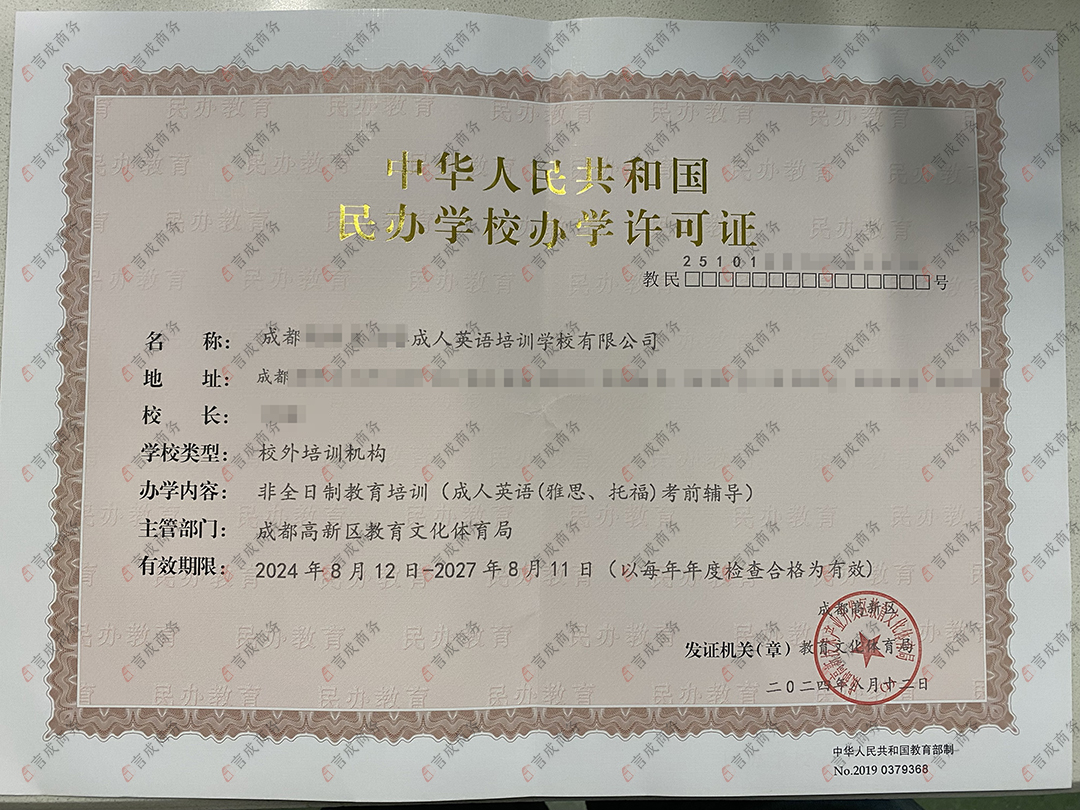 中华人民共和国
民办学校办学许可证
25101
教民□□□□□□□□□□□□□□□号
名 称： 成都 成人英语培训学校有限公司
地 址： 成都
校 长：
学校类型： 校外培训机构
办学内容： 非全日制教育培训（成人英语(雅思、托福)考前辅导）
主管部门： 成都高新区教育文化体育局
有效期限： 2024年8月12日-2027年8月11日（以每年年度检查合格为有效）
成都高新区
发证机关(章) 教育文化体育局
二〇二四年八月十二日
中华人民共和国教育部制
No.2019 0379368
民办教育
言成商务